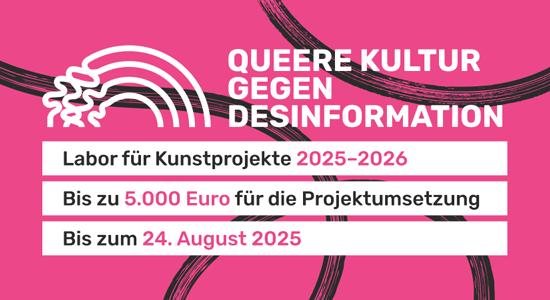 QUEERE KULTUR
GEGEN
DESINFORMATION
Labor für Kunstprojekte 2025–2026
Bis zu 5.000 Euro für die Projektumsetzung
Bis zum 24. August 2025